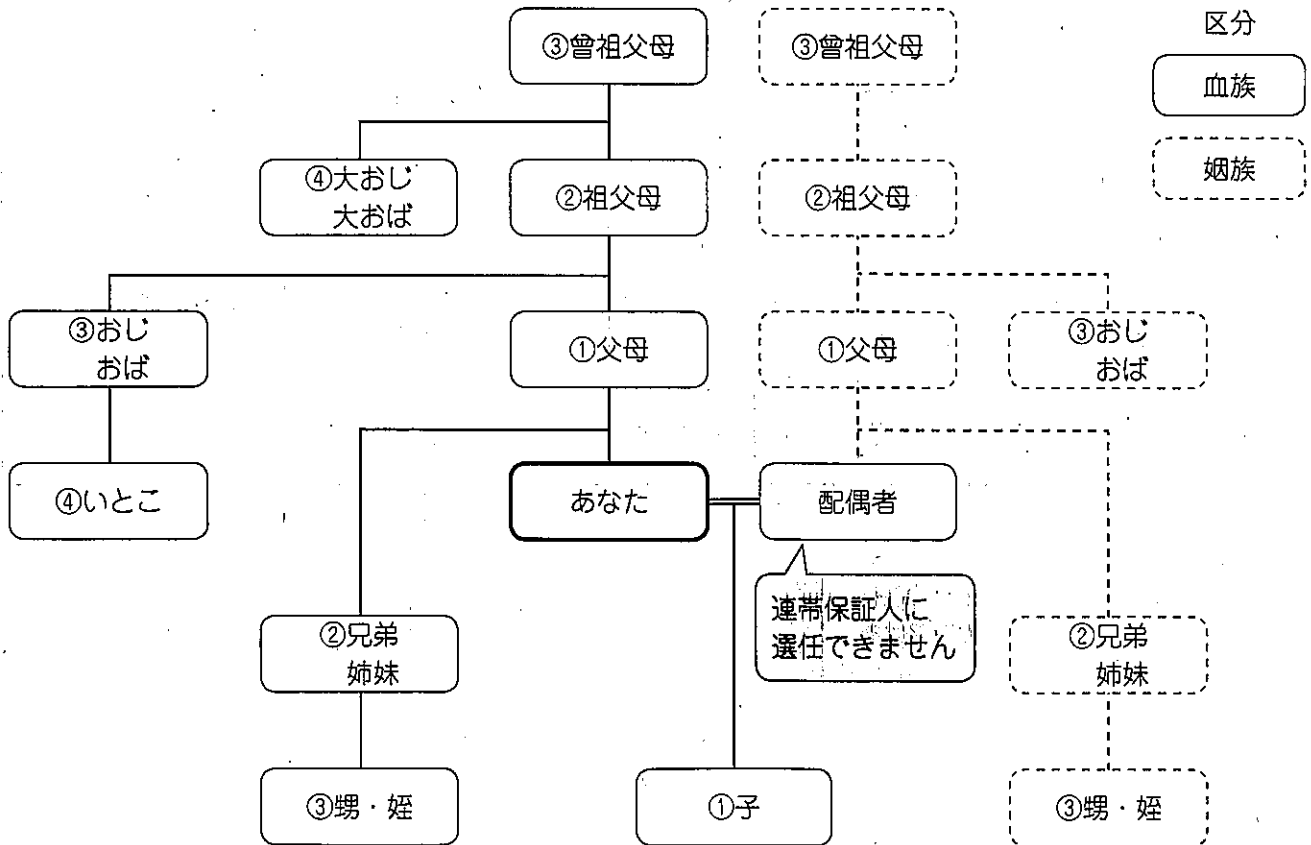 ③曾祖父母
③曾祖父母
区分
血族
④大おじ
大おば
②祖父母
②祖父母
姻族
③おじ
おば
①父母
①父母
③おじ
おば
④いとこ
あなた
配偶者
連帯保証人に
選任できません
②兄弟
姉妹
②兄弟
姉妹
③甥・姪
①子
③甥・姪